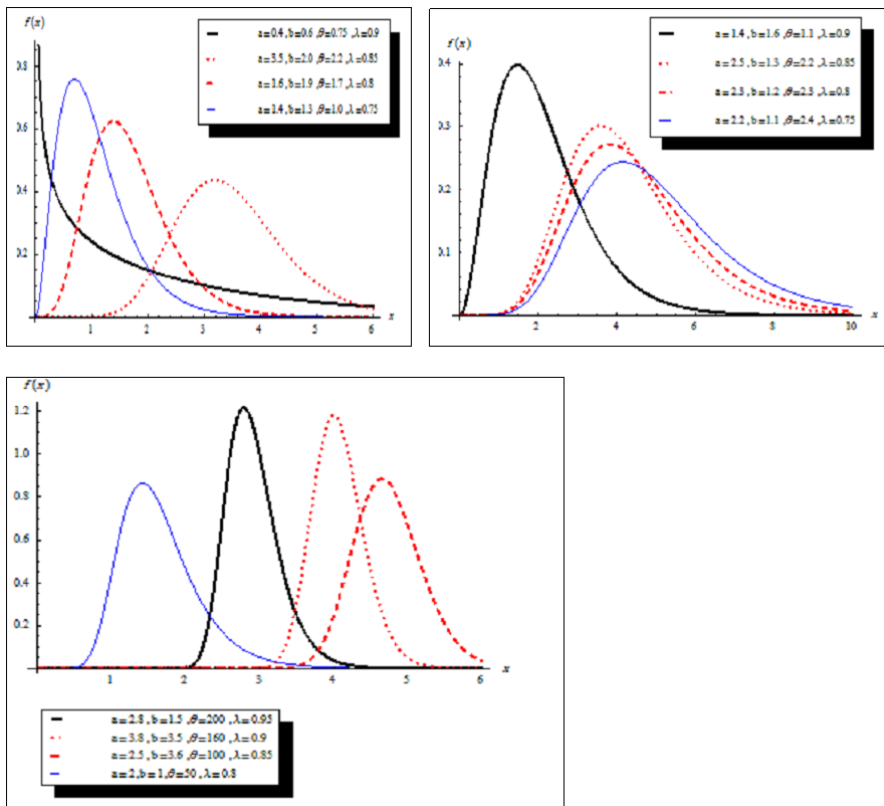 f(x)
a=0.4, b=0.6 ,θ=0.75 ,λ=0.9
a=3.5, b=2.0 ,θ=2.2 ,λ=0.85
a=1.6, b=1.9 ,θ=1.7 ,λ=0.8
a=1.4, b=1.3 ,θ=1.0 ,λ=0.75
0.8
0.6
0.4
0.2
1 2 3 4 5 6 x
f(x)
a=1.4, b=1.6 ,θ=1.1 ,λ=0.9
a=2.5, b=1.3 ,θ=2.2 ,λ=0.85
a=2.3, b=1.2 ,θ=2.3 ,λ=0.8
a=2.2, b=1.1 ,θ=2.4 ,λ=0.75
0.4
0.3
0.2
0.1
2 4 6 8 10 x
f(x)
1.2
1.0
0.8
0.6
0.4
0.2
1 2 3 4 5 6 x
a=2.8, b=1.5 ,θ=200 ,λ=0.95
a=3.8, b=3.5 ,θ=160 ,λ=0.9
a=2.5, b=3.6 ,θ=100 ,λ=0.85
a=2, b=1,θ=50 ,λ=0.8